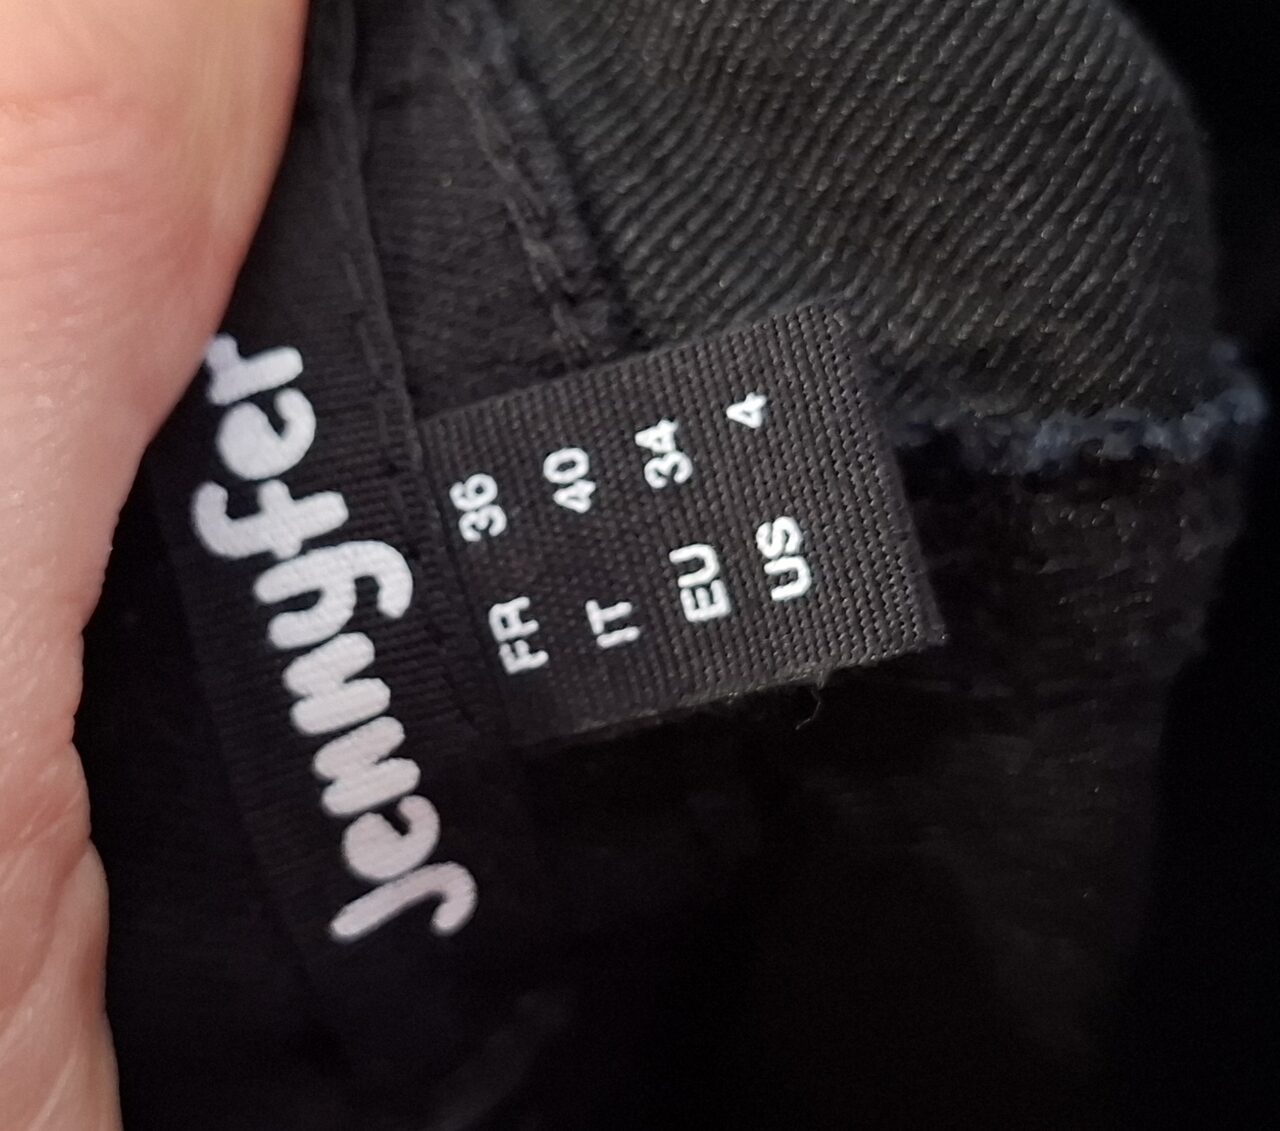 Jennyfer
FR 36
IT 40
EU 34
US 4